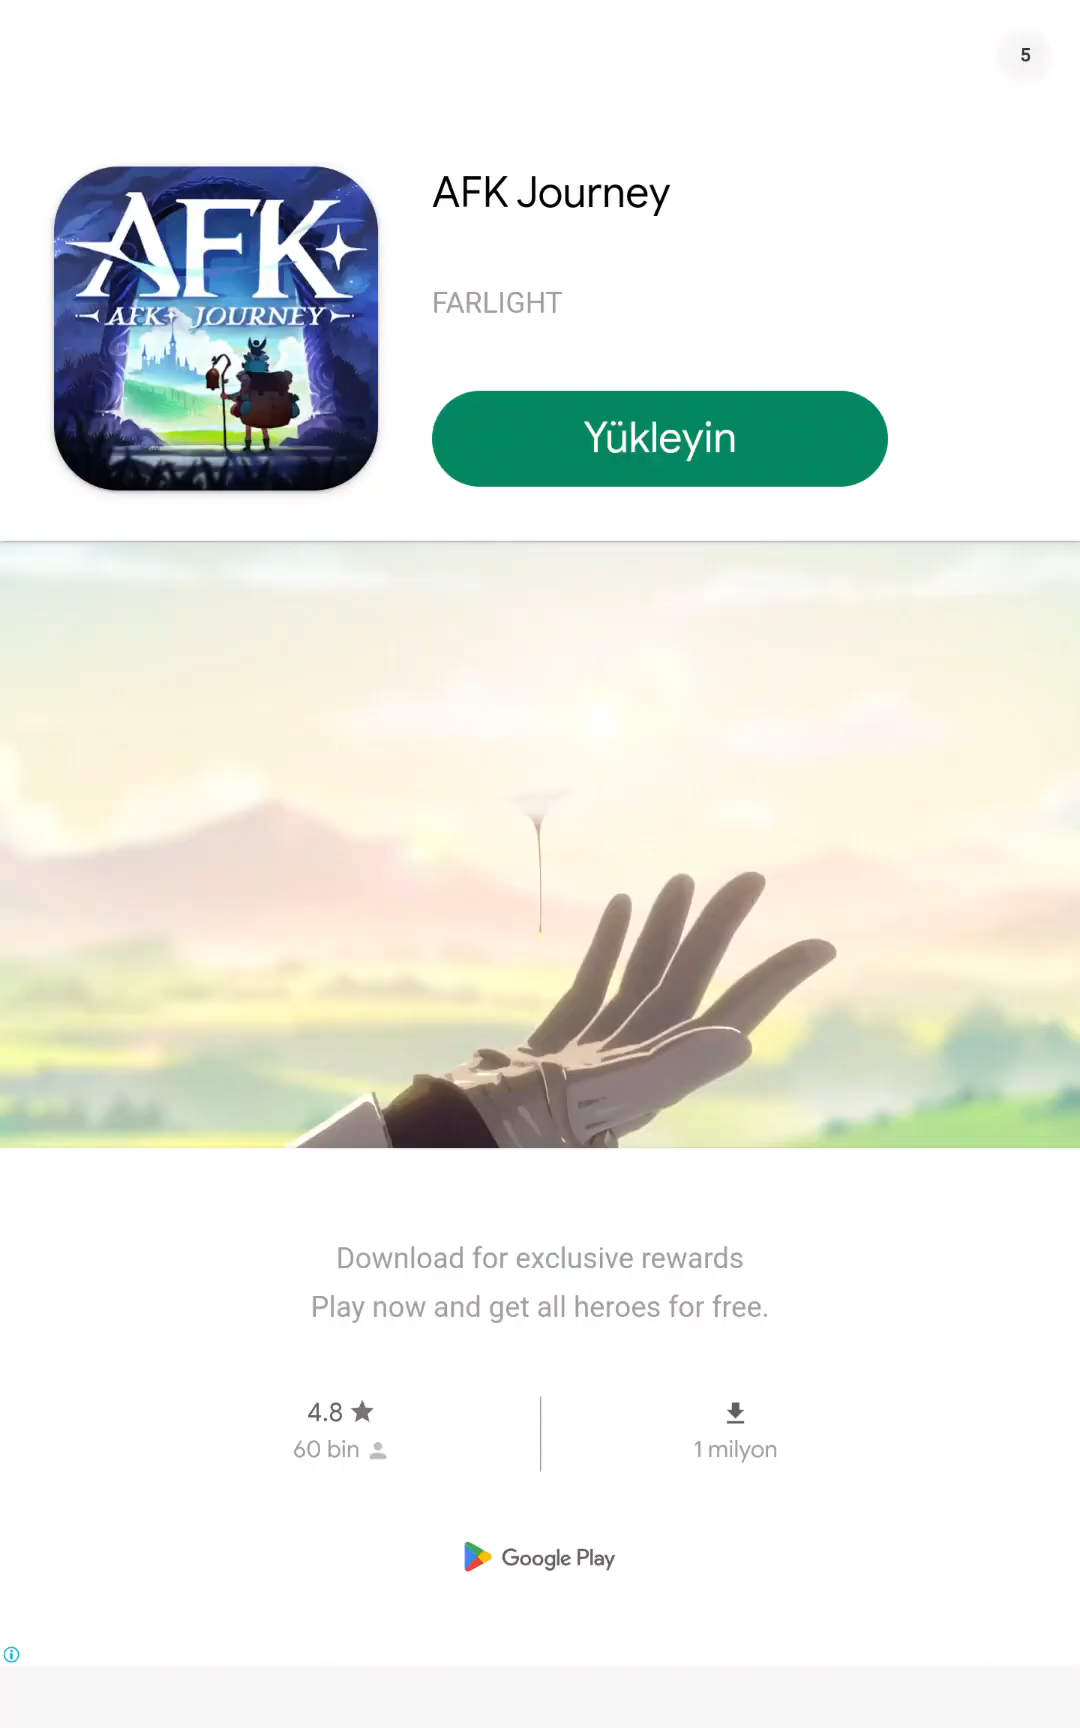 5
AFK Journey
AFK
AFK JOURNEY
FARLIGHT
Yükleyin
Download for exclusive rewards
Play now and get all heroes for free.
4.8
60 bin
1 milyon
Google Play